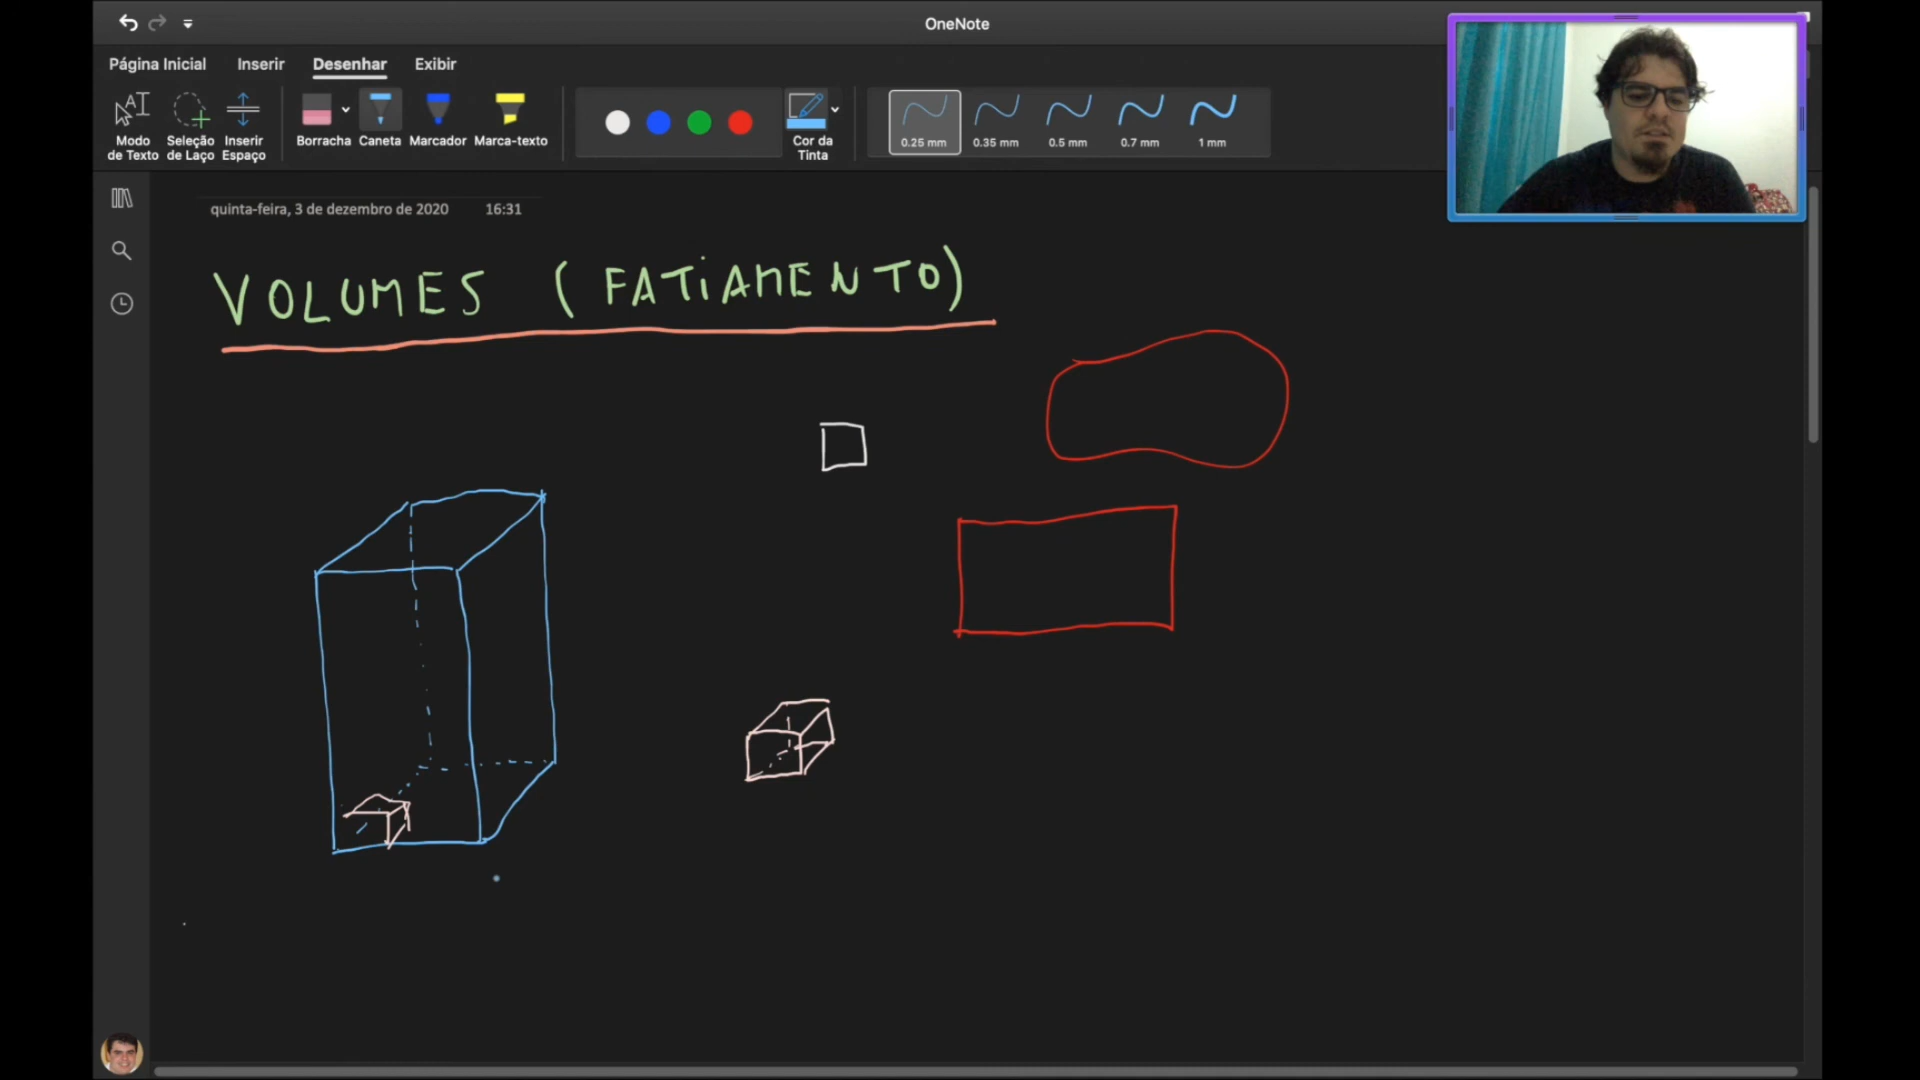 OneNote
Página Inicial Inserir Desenhar Exibir
Modo de Texto
Seleção de Laço
Inserir Espaço
Borracha Caneta Marcador Marca-texto
Cor da Tinta
0.25 mm 0.35 mm 0.5 mm 0.7 mm 1 mm
quinta-feira, 3 de dezembro de 2020 16:31
VOLUMES (FATiAMENTO)